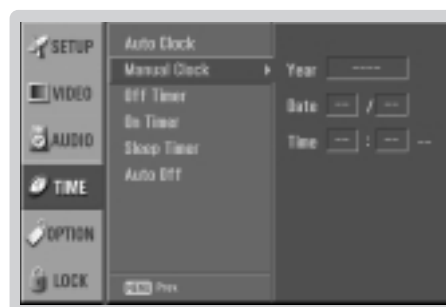 SETUP
VIDEO
AUDIO
TIME
OPTION
LOCK
Auto Clock
Manual Clock
Off Timer
On Timer
Sleep Timer
Auto Off
MENU Prev.
Year ----
Date -- / --
Time -- : -- --